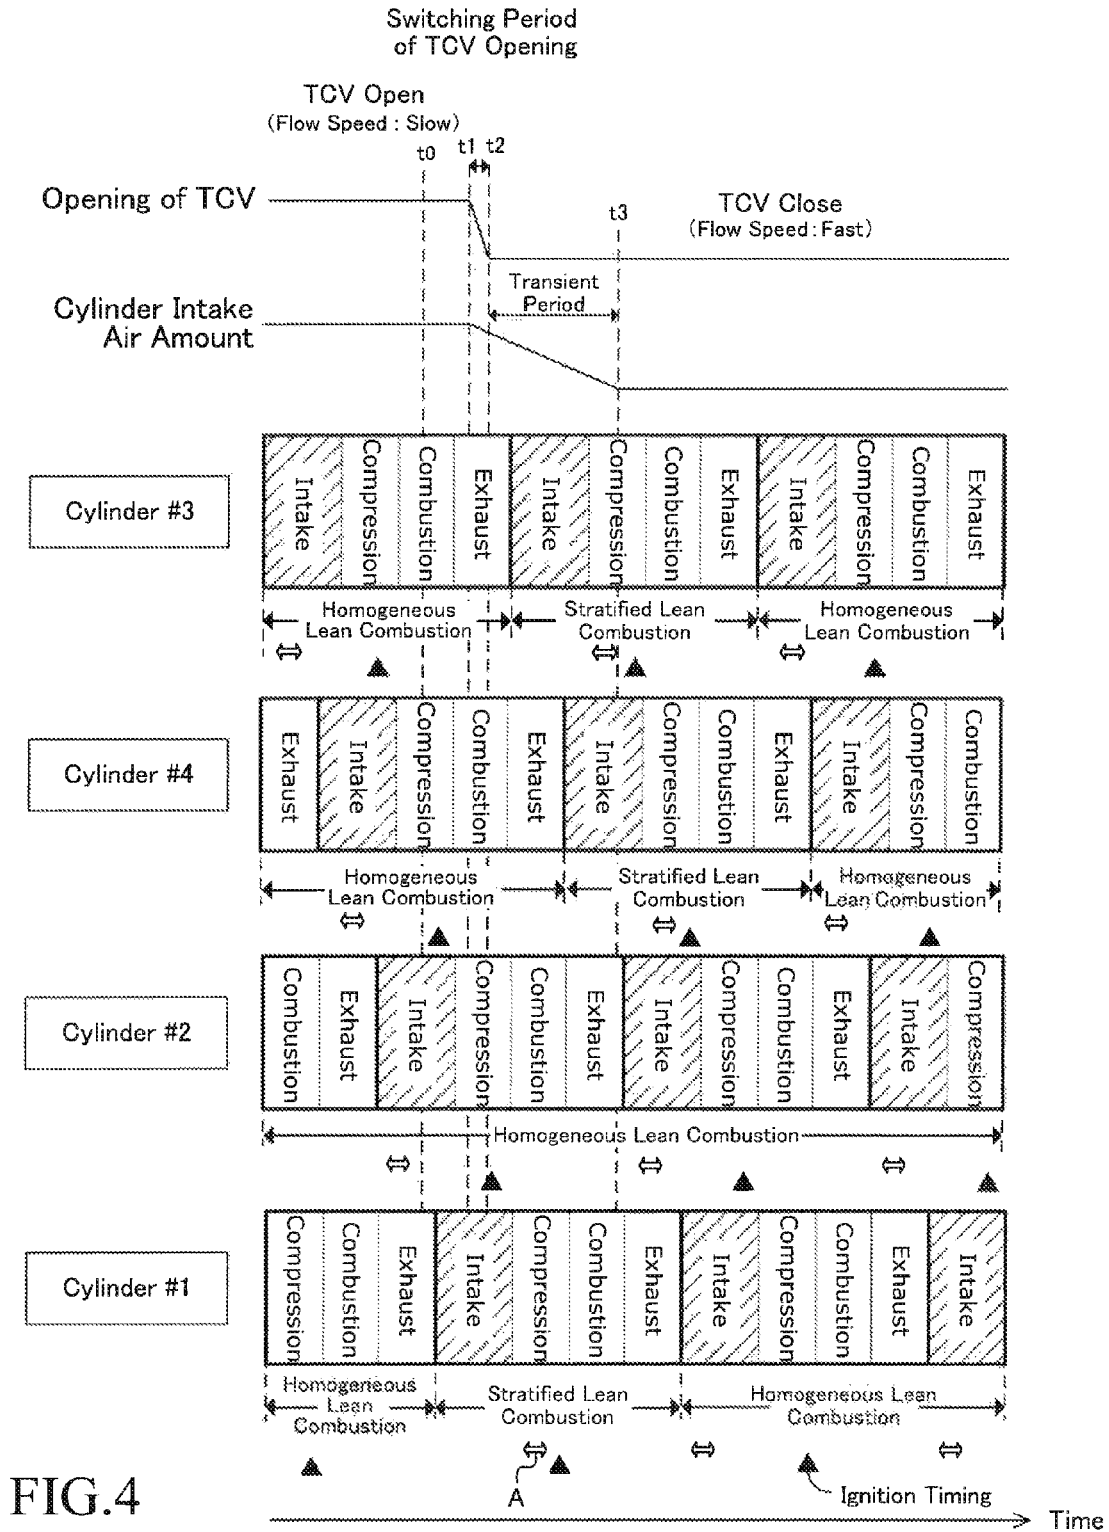 Switching Period
of TCV Opening
TCV Open
(Flow Speed : Slow)
t0
t1
t2
Opening of TCV
t3
TCV Close
(Flow Speed : Fast)
Transient
Period
Cylinder Intake
Air Amount
Cylinder #3
Intake
Compression
Combustion
Exhaust
Intake
Compression
Combustion
Exhaust
Intake
Compression
Combustion
Exhaust
Homogeneous
Lean Combustion
Stratified Lean
Combustion
Homogeneous
Lean Combustion
Cylinder #4
Exhaust
Intake
Compression
Combustion
Exhaust
Intake
Compression
Combustion
Exhaust
Intake
Compression
Combustion
Homogeneous
Lean Combustion
Stratified Lean
Combustion
Homogeneous
Lean Combustion
Cylinder #2
Combustion
Exhaust
Intake
Compression
Combustion
Exhaust
Intake
Compression
Combustion
Exhaust
Intake
Compression
Homogeneous Lean Combustion
Cylinder #1
Compression
Combustion
Exhaust
Intake
Compression
Combustion
Exhaust
Intake
Compression
Combustion
Exhaust
Intake
Homogeneous
Lean
Combustion
Stratified Lean
Combustion
Homogeneous Lean
Combustion
A
Ignition Timing
FIG.4
Time